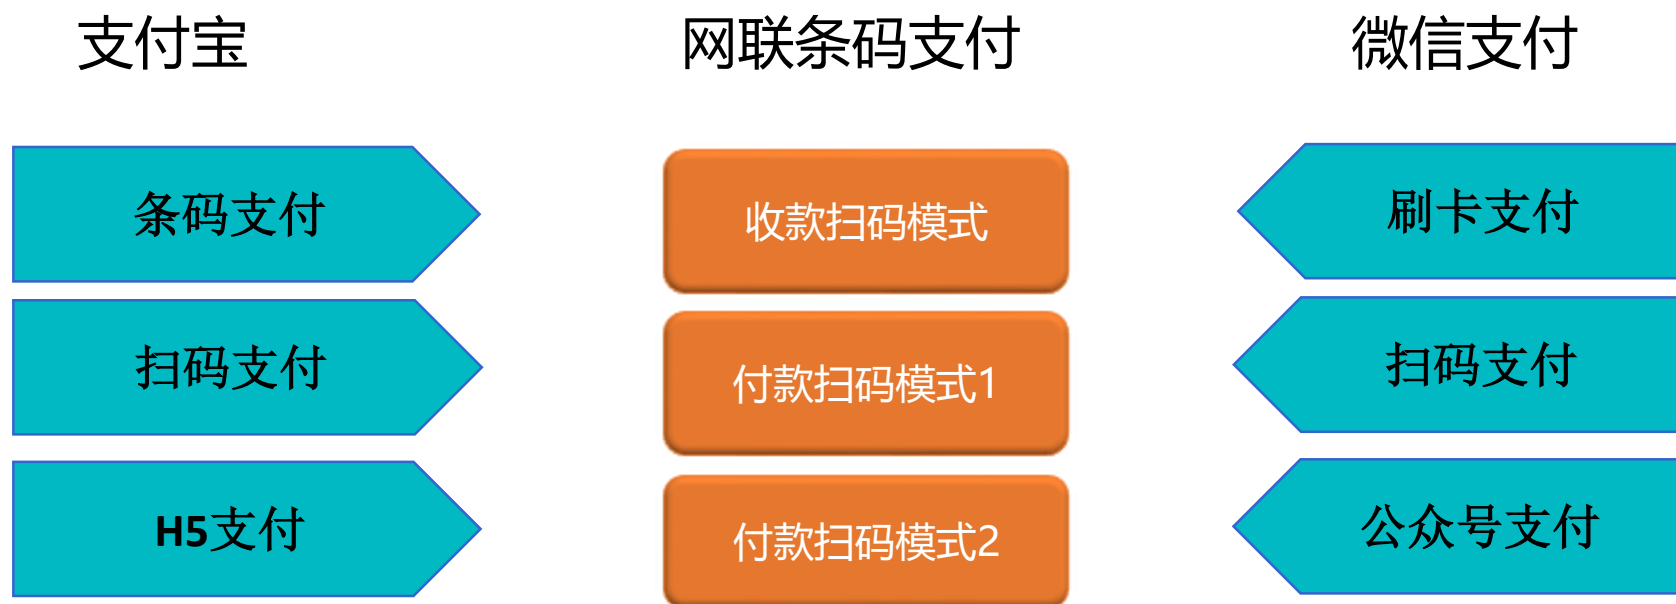 支付宝
网联条码支付
微信支付
条码支付
收款扫码模式
刷卡支付
扫码支付
付款扫码模式1
扫码支付
H5支付
付款扫码模式2
公众号支付